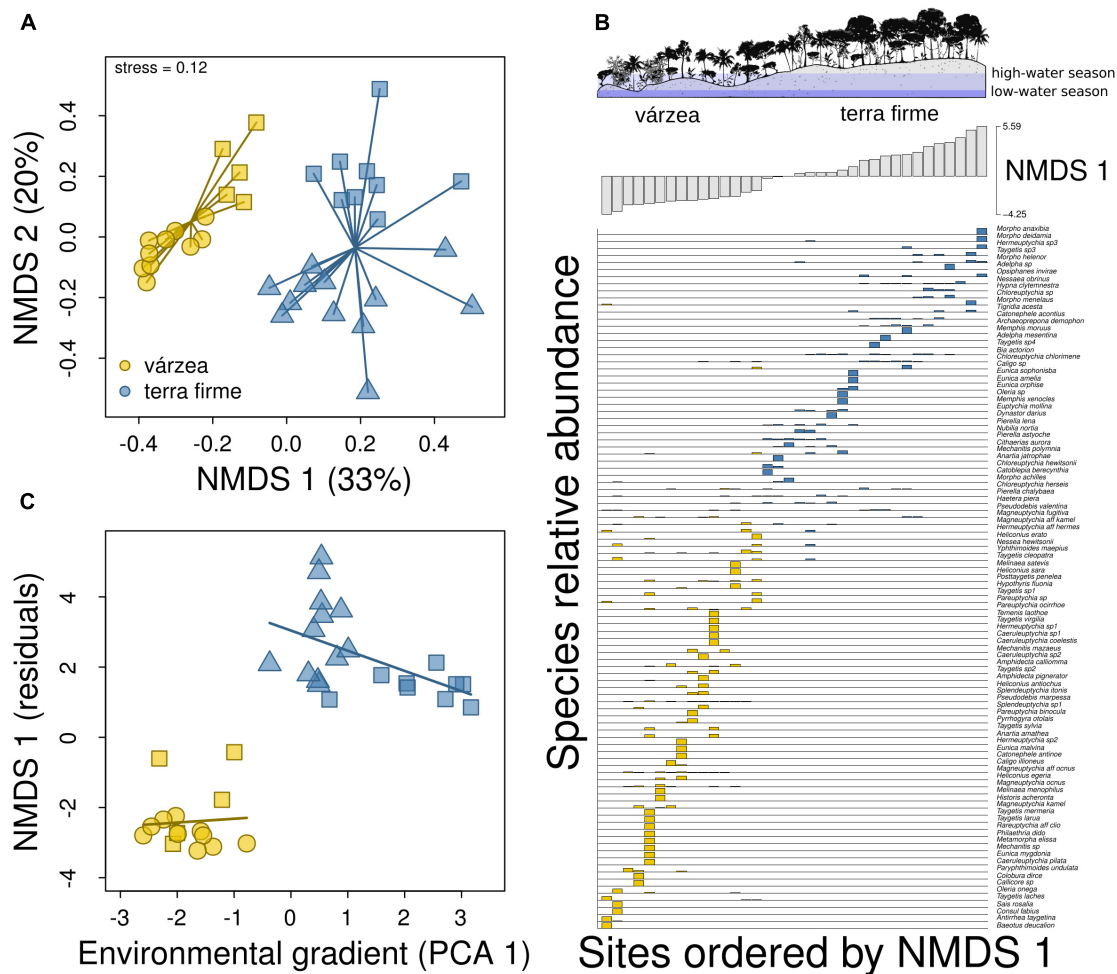 A
stress = 0.12
0.4
0.2
0.0
-0.2
-0.4
NMDS 2 (20%)
várzea
terra firme
-0.4
-0.2
0.0
0.2
0.4
NMDS 1 (33%)
B
high-water season
low-water season
várzea
terra firme
5.59
NMDS 1
-4.25
Species relative abundance
Morpho anaxibia
Morpho deidamia
Hermeuptychia sp3
Taygetis sp3
Morpho helenor
Adelpha sp
Opsiphanes invirae
Nessaea obrinus
Hypna clytemnestra
Chloreuptychia sp
Morpho menelaus
Tigridia acesta
Catonephele acontius
Archaeoprepona demophon
Memphis moruus
Adelpha mesentina
Taygetis sp4
Bia actorion
Chloreuptychia chlorimene
Caligo sp
Eunica sophonisba
Eunica amelia
Eunica orphise
Oleria sp
Memphis xenocles
Euptychia mollina
Dynastor darius
Pierella lena
Nubilia nortia
Pierella astyoche
Cithaerias aurora
Mechanitis polymnia
Anartia jatrophae
Chloreuptychia hewitsonii
Catoblepia berecynthia
Morpho achilles
Chloreuptychia herseis
Pierella chalybaea
Haetera piera
Pseudodebis valentina
Magneuptychia fugitiva
Magneuptychia aff kamel
Hermeuptychia aff hermes
Heliconius erato
Nessea hewitsonii
Yphthimoides maepius
Taygetis cleopatra
Melinaea satevis
Heliconius sara
Posttaygetis penelea
Hypothyris fluonia
Taygetis sp1
Pareuptychia sp
Pareuptychia ocirrhoe
Temenis laothoe
Taygetis virgilia
Hermeuptychia sp1
Caeruleuptychia sp1
Caeruleuptychia coelestis
Mechanitis mazaeus
Caeruleuptychia sp2
Amphidecta calliomma
Taygetis sp2
Amphidecta pignerator
Heliconius antiochus
Splendeuptychia itonis
Pseudodebis marpessa
Splendeuptychia sp1
Pareuptychia binocula
Pyrrhogyra otolais
Taygetis sylvia
Anartia amathea
Hermeuptychia sp2
Eunica malvina
Catonephele antinoe
Caligo illioneus
Magneuptychia aff ocnus
Heliconius egeria
Magneuptychia ocnus
Melinaea menophilus
Historis acheronta
Magneuptychia kamel
Taygetis mermeria
Taygetis larua
Rareuptychia aff clio
Philaethria dido
Metamorpha elissa
Mechanitis sp
Eunica mygdonia
Caeruleuptychia pilata
Paryphthimoides undulata
Colobura dirce
Callicore sp
Oleria onega
Taygetis laches
Sais rosalia
Consul fabius
Antirrhea taygetina
Baeotus deucalion
Sites ordered by NMDS 1
C
4
2
0
-2
-4
NMDS 1 (residuals)
-3
-2
-1
0
1
2
3
Environmental gradient (PCA 1)